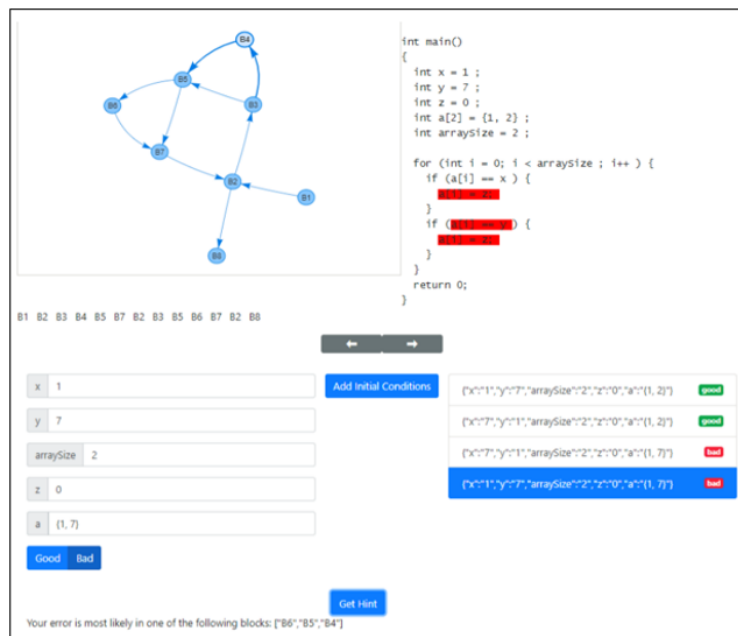 B4
B5
B6
B3
B7
B2
B1
B8
int main()
{
int x = 1 ;
int y = 7 ;
int z = 0 ;
int a[2] = {1, 2} ;
int arraySize = 2 ;
for (int i = 0; i < arraySize ; i++ ) {
if (a[i] == x ) {
a[i] = 2;
}
if (a[i] == y ) {
a[i] = 2;
}
}
return 0;
}
B1 B2 B3 B4 B5 B7 B2 B3 B5 B6 B7 B2 B8
← →
x 1
y 7
arraySize 2
z 0
a {1, 7}
Good Bad
Add Initial Conditions
{"x":"1","y":"7","arraySize":"2","z":"0","a":"{1, 2}"} good
{"x":"7","y":"1","arraySize":"2","z":"0","a":"{1, 2}"} good
{"x":"7","y":"1","arraySize":"2","z":"0","a":"{1, 7}"} bad
{"x":"1","y":"7","arraySize":"2","z":"0","a":"{1, 7}"} bad
Get Hint
Your error is most likely in one of the following blocks: ["B6","B5","B4"]